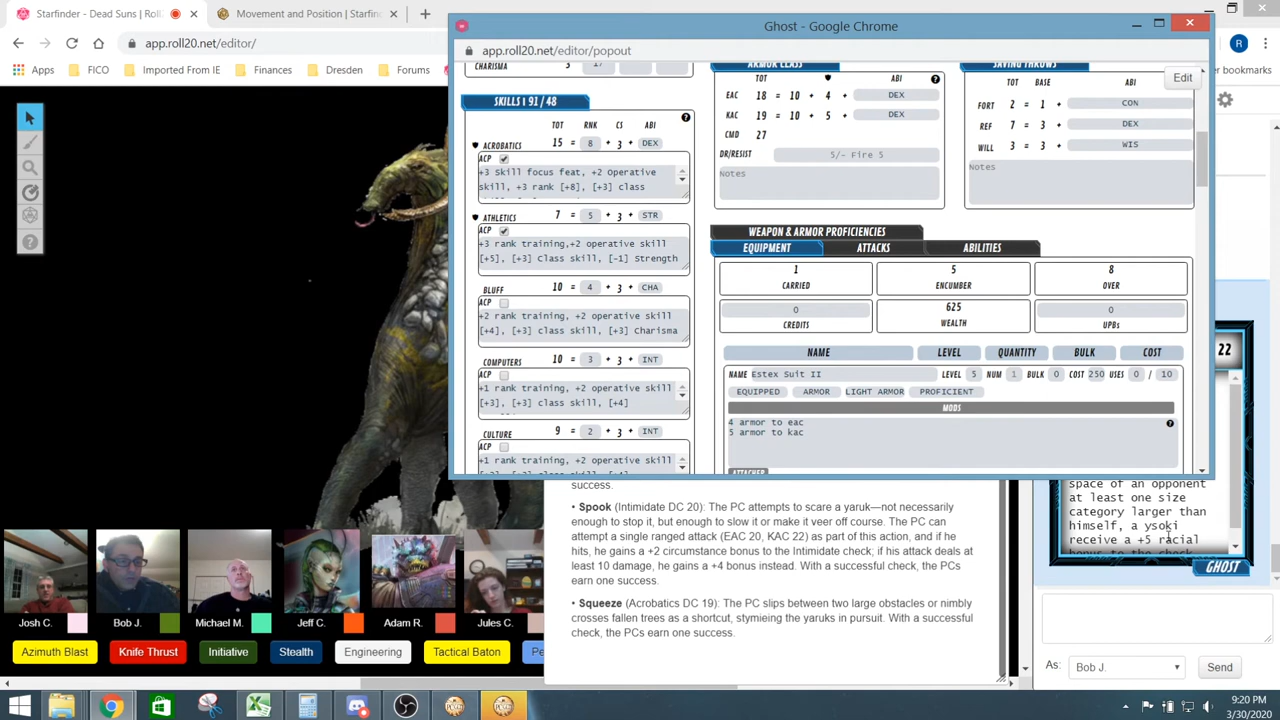 Starfinder - Dead Suns | Rol
Movement and Position | Starfin
Ghost - Google Chrome
app.roll20.net/editor/
app.roll20.net/editor/popout
Apps
FICO
Imported From IE
Finances
Dresden
Forums
bookmarks
Edit
CHARISMA 3 17
ARMOR CLASS
SAVING THROWS
TOT ABI
EAC 18 = 10 + 4 + DEX
KAC 19 = 10 + 5 + DEX
CMD 27
DR/RESIST 5/- Fire 5
Notes
TOT BASE ABI
FORT 2 = 1 + CON
REF 7 = 3 + DEX
WILL 3 = 3 + WIS
Notes
SKILLS | 91 / 48
TOT RNK CS ABI
ACROBATICS 15 = 8 + 3 + DEX
ACP
+3 Skill focus feat, +2 Operative
skill, +3 rank [+8], [+3] class
ATHLETICS 7 = 5 + 3 + STR
ACP
+3 rank training,+2 operative skill
[+5], [+3] Class skill, [-1] Strength
BLUFF 10 = 4 + 3 + CHA
ACP
+2 rank training, +2 operative skill
[+4], [+3] class skill, [+3] Charisma
COMPUTERS 10 = 3 + 3 + INT
ACP
+1 rank training, +2 operative skill
[+3], [+3] class skill, [+4]
CULTURE 9 = 2 + 3 + INT
ACP
+1 rank training, +2 operative skill
WEAPON & ARMOR PROFICIENCIES
EQUIPMENT ATTACKS ABILITIES
1 5 8
CARRIED ENCUMBER OVER
0 625 0
CREDITS WEALTH UPBs
NAME LEVEL QUANTITY BULK COST
NAME Estex Suit II LEVEL 5 NUM 1 BULK 0 COST 250 USES 0 / 10
EQUIPPED ARMOR LIGHT ARMOR PROFICIENT
MODS
4 armor to eac
5 armor to kac
22
space of an opponent
at least one size
category larger than
himself, a ysoki
receive a +5 racial
bonus to the check
GHOST
success.
• Spook (Intimidate DC 20): The PC attempts to scare a yaruk—not necessarily
enough to stop it, but enough to slow it or make it veer off course. The PC can
attempt a single ranged attack (EAC 20, KAC 22) as part of this action, and if he
hits, he gains a +2 circumstance bonus to the Intimidate check; if his attack deals at
least 10 damage, he gains a +4 bonus instead. With a successful check, the PCs
earn one success.
• Squeeze (Acrobatics DC 19): The PC slips between two large obstacles or nimbly
crosses fallen trees as a shortcut, stymieing the yaruks in pursuit. With a successful
check, the PCs earn one success.
Josh C.
Bob J.
Michael M.
Jeff C.
Adam R.
Jules C.
Azimuth Blast
Knife Thrust
Initiative
Stealth
Engineering
Tactical Baton
As: Bob J. Send
9:20 PM
3/30/2020